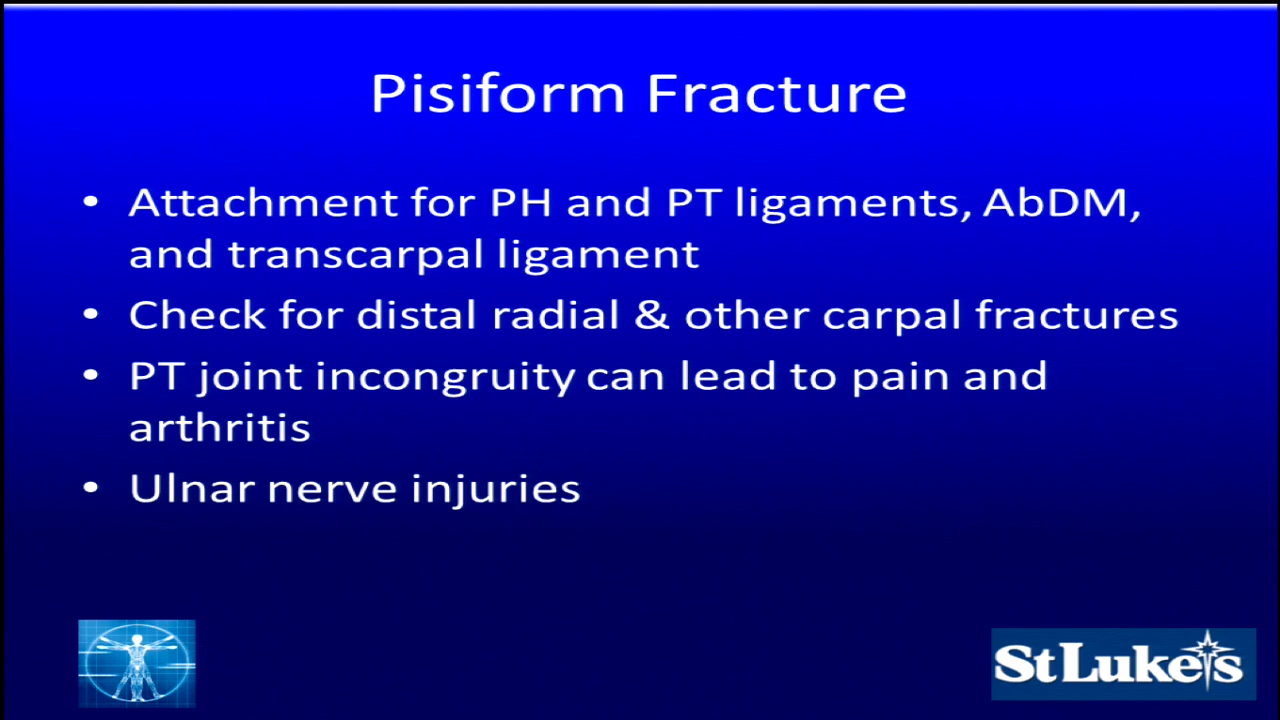 Pisiform Fracture
• Attachment for PH and PT ligaments, AbDM,
and transcarpal ligament
• Check for distal radial & other carpal fractures
• PT joint incongruity can lead to pain and
arthritis
• Ulnar nerve injuries
StLuke's